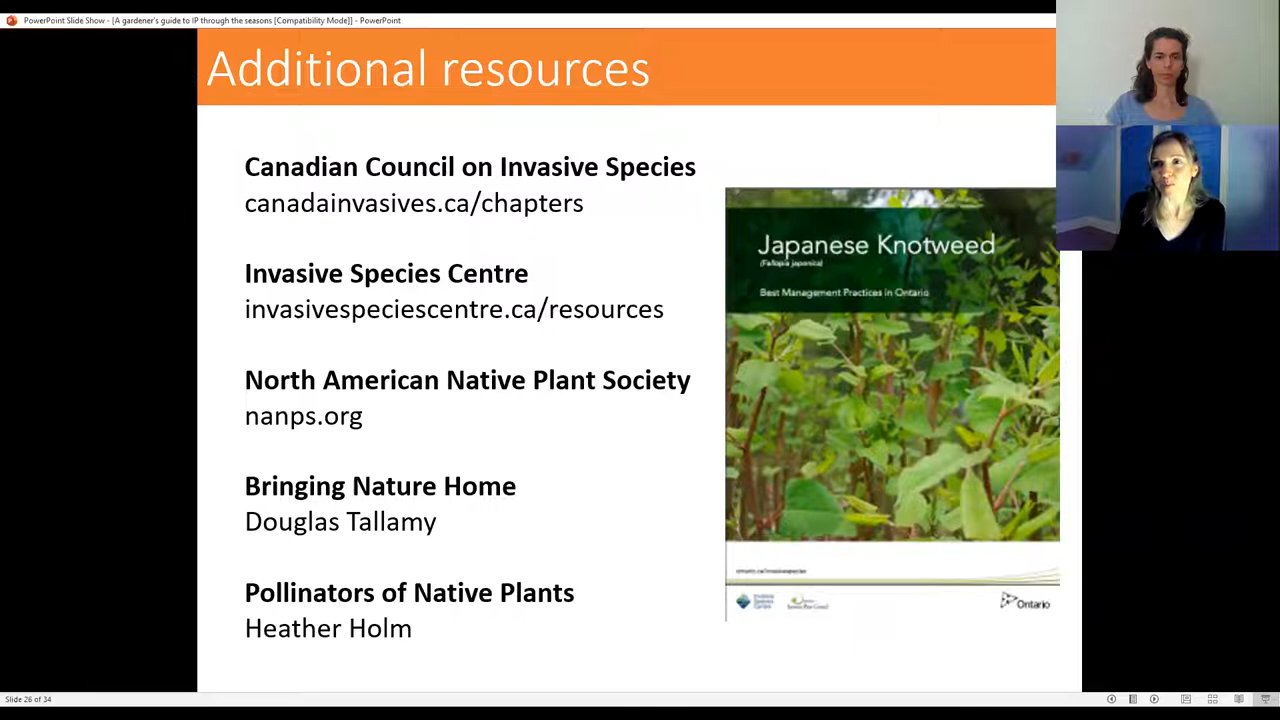 PowerPoint Slide Show - [A gardener's guide to IP through the seasons [Compatibility Mode]] - PowerPoint
Additional resources
Canadian Council on Invasive Species
canadainvasives.ca/chapters
Invasive Species Centre
invasivespeciescentre.ca/resources
North American Native Plant Society
nanps.org
Bringing Nature Home
Douglas Tallamy
Pollinators of Native Plants
Heather Holm
Japanese Knotweed
(Fallopia japonica)
Best Management Practices in Ontario
ontario.ca/invasivespecies
Ontario
Slide 26 of 34